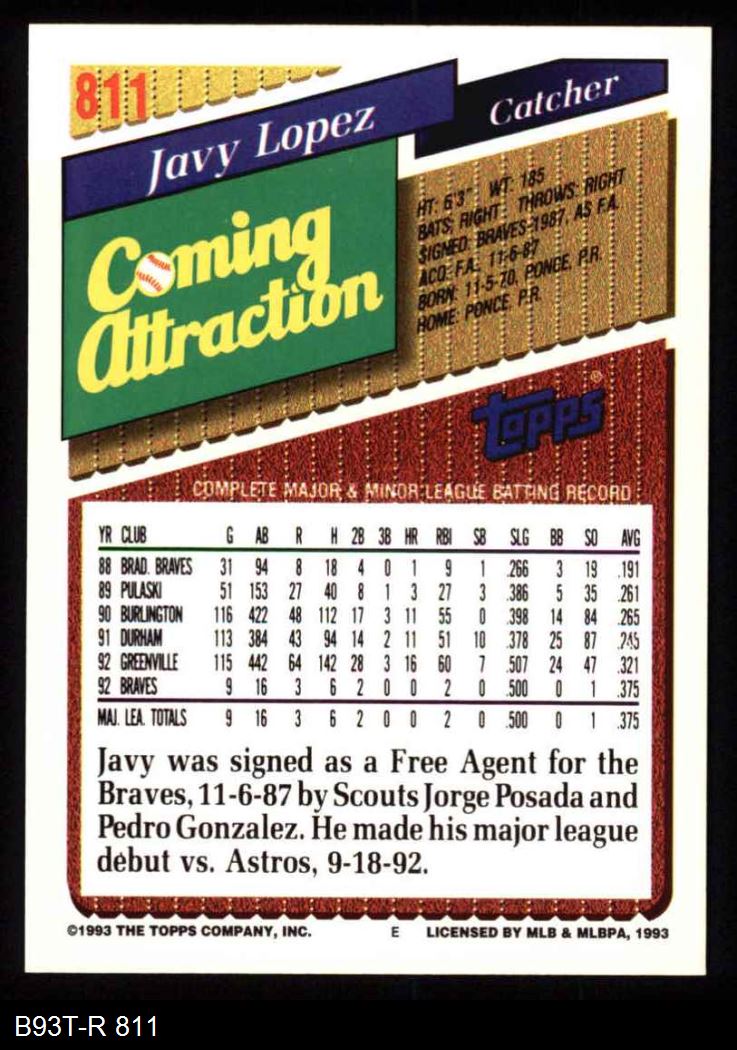 811
Javy Lopez
Catcher
Coming
Attraction
HT: 6'3" WT: 185
BATS: RIGHT THROWS: RIGHT
SIGNED: BRAVES-1987, AS F.A.
ACQ: F.A., 11-6-87
BORN: 11-5-70, PONCE, P.R.
HOME: PONCE, P.R.
Topps®
COMPLETE MAJOR & MINOR LEAGUE BATTING RECORD
YR CLUB G AB R H 2B 3B HR RBI SB SLG BB SO AVG
88 BRAD. BRAVES 31 94 8 18 4 0 1 9 1 .266 3 19 .191
89 PULASKI 51 153 27 40 8 1 3 27 3 .386 5 35 .261
90 BURLINGTON 116 422 48 112 17 3 11 55 0 .398 14 84 .265
91 DURHAM 113 384 43 94 14 2 11 51 10 .378 25 87 .245
92 GREENVILLE 115 442 64 142 28 3 16 60 7 .507 24 47 .321
92 BRAVES 9 16 3 6 2 0 0 2 0 .500 0 1 .375
MAJ. LEA. TOTALS 9 16 3 6 2 0 0 2 0 .500 0 1 .375
Javy was signed as a Free Agent for the
Braves, 11-6-87 by Scouts Jorge Posada and
Pedro Gonzalez. He made his major league
debut vs. Astros, 9-18-92.
©1993 THE TOPPS COMPANY, INC. E LICENSED BY MLB & MLBPA, 1993
B93T-R 811